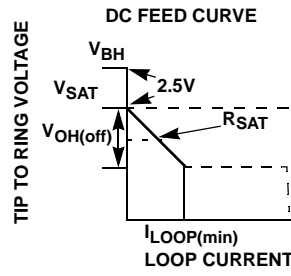 DC FEED CURVE
TIP TO RING VOLTAGE
VBH
VSAT
2.5V
RSAT
VOH(off)
ILOOP(min)
LOOP CURRENT